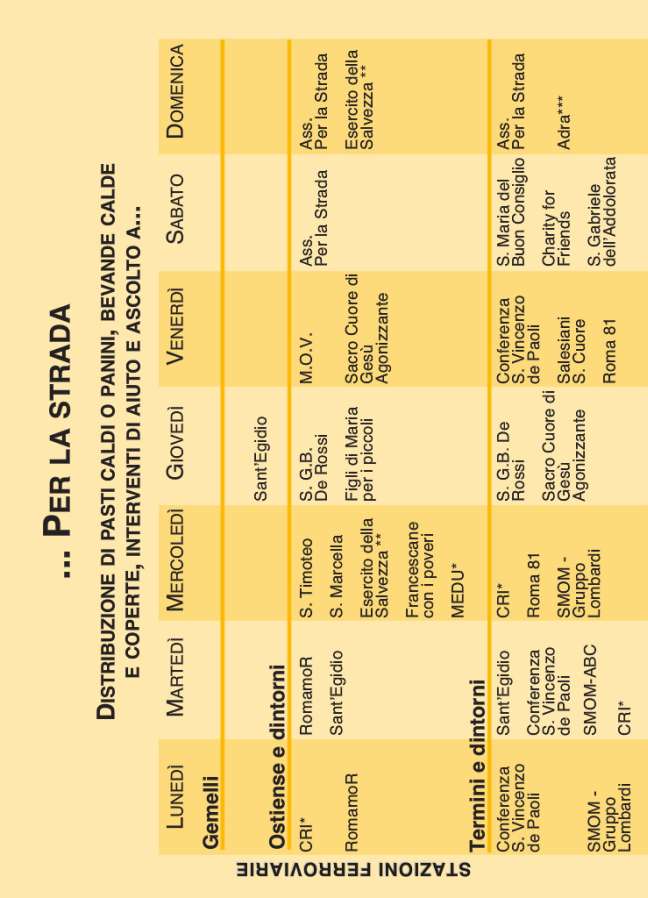 ... PER LA STRADA
DISTRIBUZIONE DI PASTI CALDI O PANINI, BEVANDE CALDE
E COPERTE, INTERVENTI DI AIUTO E ASCOLTO A...
LUNEDÌ MARTEDÌ MERCOLEDÌ GIOVEDÌ VENERDÌ SABATO DOMENICA
STAZIONI FERROVIARIE
Gemelli
Sant'Egidio
Ostiense e dintorni
CRI*
RomamoR
RomamoR
Sant'Egidio
S. Timoteo
S. Marcella
Esercito della
Salvezza **
Francescane
con i poveri
MEDU*
S. G.B.
De Rossi
Figli di Maria
per i piccoli
M.O.V.
Sacro Cuore di
Gesù
Agonizzante
Ass.
Per la Strada
Ass.
Per la Strada
Esercito della
Salvezza **
Termini e dintorni
Conferenza
S. Vincenzo
de Paoli
SMOM -
Gruppo
Lombardi
Sant'Egidio
Conferenza
S. Vincenzo
de Paoli
SMOM-ABC
CRI*
CRI*
Roma 81
SMOM -
Gruppo
Lombardi
S. G.B. De
Rossi
Sacro Cuore di
Gesù
Agonizzante
Conferenza
S. Vincenzo
de Paoli
Salesiani
S. Cuore
Roma 81
S. Maria del
Buon Consiglio
Charity for
Friends
S. Gabriele
dell'Addolorata
Ass.
Per la Strada
Adra***